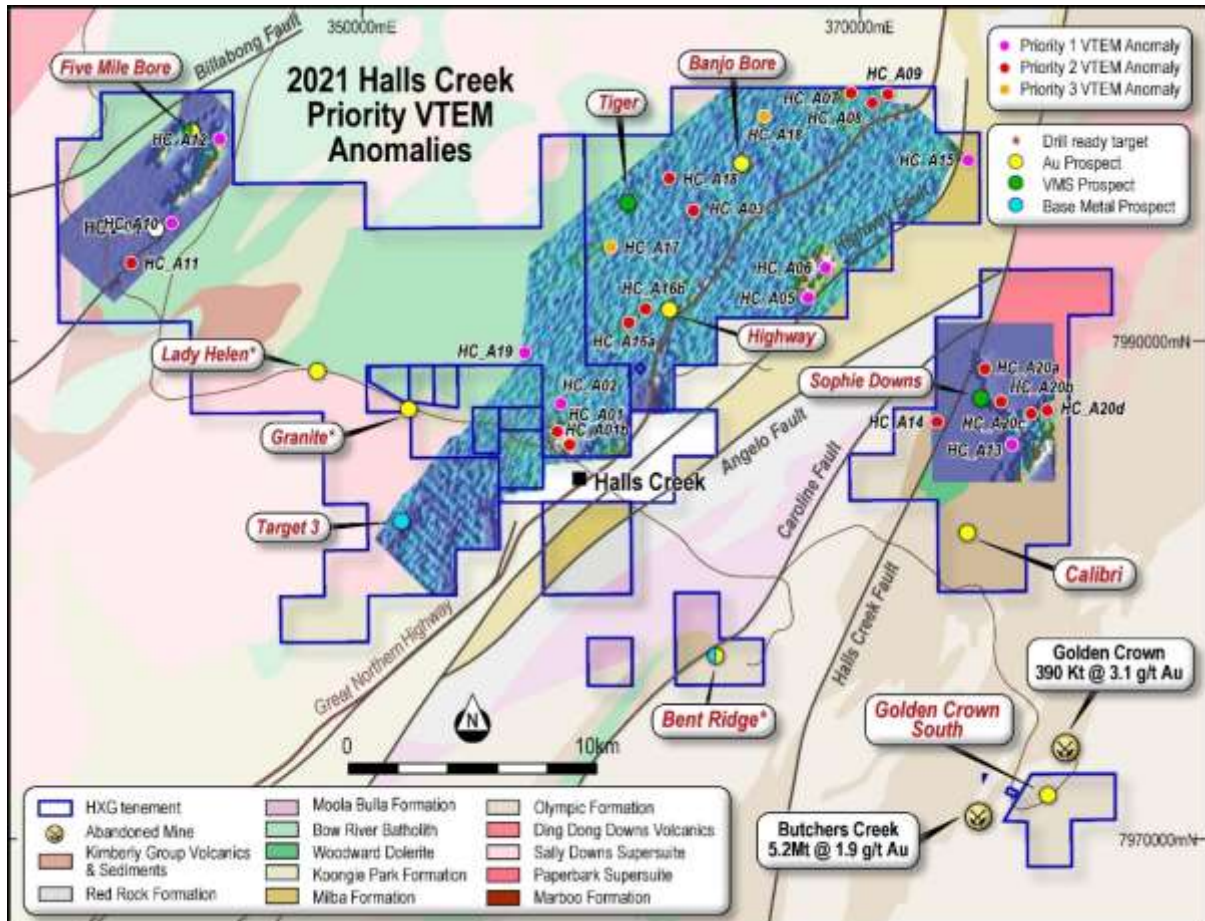 350000mE
370000mE
Billabong Fault
Five Mile Bore
2021 Halls Creek
Priority VTEM
Anomalies
Tiger
Banjo Bore
HC_A09
HC_A07
HC_A08
HC_A18
HC_A12
HC_A15
HC_A18
HC_A03
HC_A10
HC_A11
HC_A17
Highway Fault
HC_A06
HC_A05
HC_A16b
HC_A16a
Highway
Priority 1 VTEM Anomaly
Priority 2 VTEM Anomaly
Priority 3 VTEM Anomaly
Drill ready target
Au Prospect
VMS Prospect
Base Metal Prospect
7990000mN
Lady Helen*
HC_A19
HC_A02
HC_A01
HC_A01b
Granite*
Sophie Downs
HC_A20a
HC_A20b
HC_A20c
HC_A20d
HC_A14
HC_A13
Angelo Fault
Caroline Fault
Halls Creek
Target 3
Calibri
Halls Creek Fault
Great Northern Highway
N
0
10km
Bent Ridge*
Golden Crown
390 Kt @ 3.1 g/t Au
Golden Crown
South
Butchers Creek
5.2Mt @ 1.9 g/t Au
7970000mN
HXG tenement
Abandoned Mine
Kimberly Group Volcanics
& Sediments
Red Rock Formation
Moola Bulla Formation
Bow River Batholith
Woodward Dolerite
Koongie Park Formation
Milba Formation
Olympic Formation
Ding Dong Downs Volcanics
Sally Downs Supersuite
Paperbark Supersuite
Marboo Formation